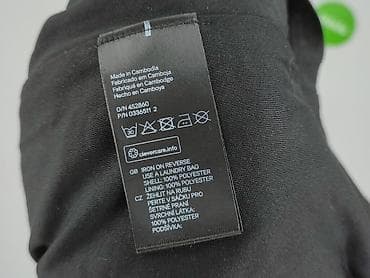 Made in Cambodia
Fabricado em Camboja
Fabriqué en Cambodge
Hecho en Camboya
O/N 452860
P/N 0336511 2
clevercare.info
GB IRON ON REVERSE
USE A LAUNDRY BAG
SHELL: 100% POLYESTER
LINING: 100% POLYESTER
CZ ŽEHLIT NA RUBU
PERTE V SÁČKU PRO
ŠETRNÉ PRANÍ
SVRCHNÍ LÁTKA:
100% POLYESTER
PODŠÍVKA: